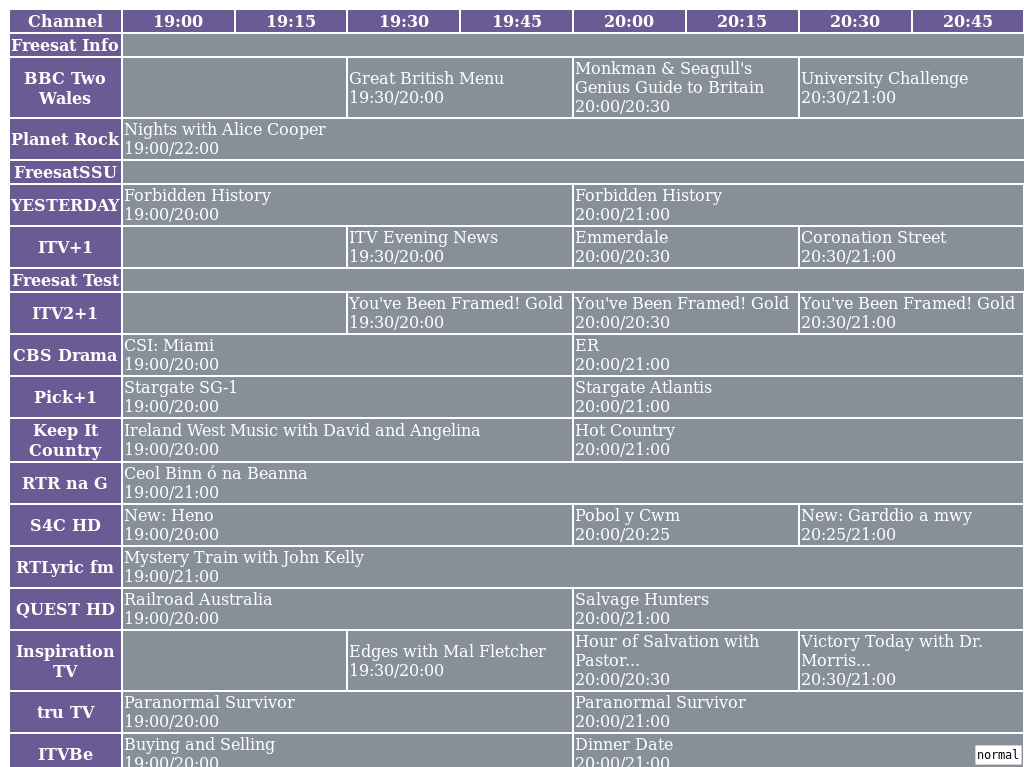 Channel 19:00 19:15 19:30 19:45 20:00 20:15 20:30 20:45
Freesat Info
BBC Two
Wales
Great British Menu
19:30/20:00
Monkman & Seagull's
Genius Guide to Britain
20:00/20:30
University Challenge
20:30/21:00
Planet Rock
Nights with Alice Cooper
19:00/22:00
FreesatSSU
YESTERDAY
Forbidden History
19:00/20:00
Forbidden History
20:00/21:00
ITV+1
ITV Evening News
19:30/20:00
Emmerdale
20:00/20:30
Coronation Street
20:30/21:00
Freesat Test
ITV2+1
You've Been Framed! Gold
19:30/20:00
You've Been Framed! Gold
20:00/20:30
You've Been Framed! Gold
20:30/21:00
CBS Drama
CSI: Miami
19:00/20:00
ER
20:00/21:00
Pick+1
Stargate SG-1
19:00/20:00
Stargate Atlantis
20:00/21:00
Keep It
Country
Ireland West Music with David and Angelina
19:00/20:00
Hot Country
20:00/21:00
RTR na G
Ceol Binn ó na Beanna
19:00/21:00
S4C HD
New: Heno
19:00/20:00
Pobol y Cwm
20:00/20:25
New: Garddio a mwy
20:25/21:00
RTLyric fm
Mystery Train with John Kelly
19:00/21:00
QUEST HD
Railroad Australia
19:00/20:00
Salvage Hunters
20:00/21:00
Inspiration
TV
Edges with Mal Fletcher
19:30/20:00
Hour of Salvation with
Pastor...
20:00/20:30
Victory Today with Dr.
Morris...
20:30/21:00
tru TV
Paranormal Survivor
19:00/20:00
Paranormal Survivor
20:00/21:00
ITVBe
Buying and Selling
19:00/20:00
Dinner Date
20:00/21:00
normal